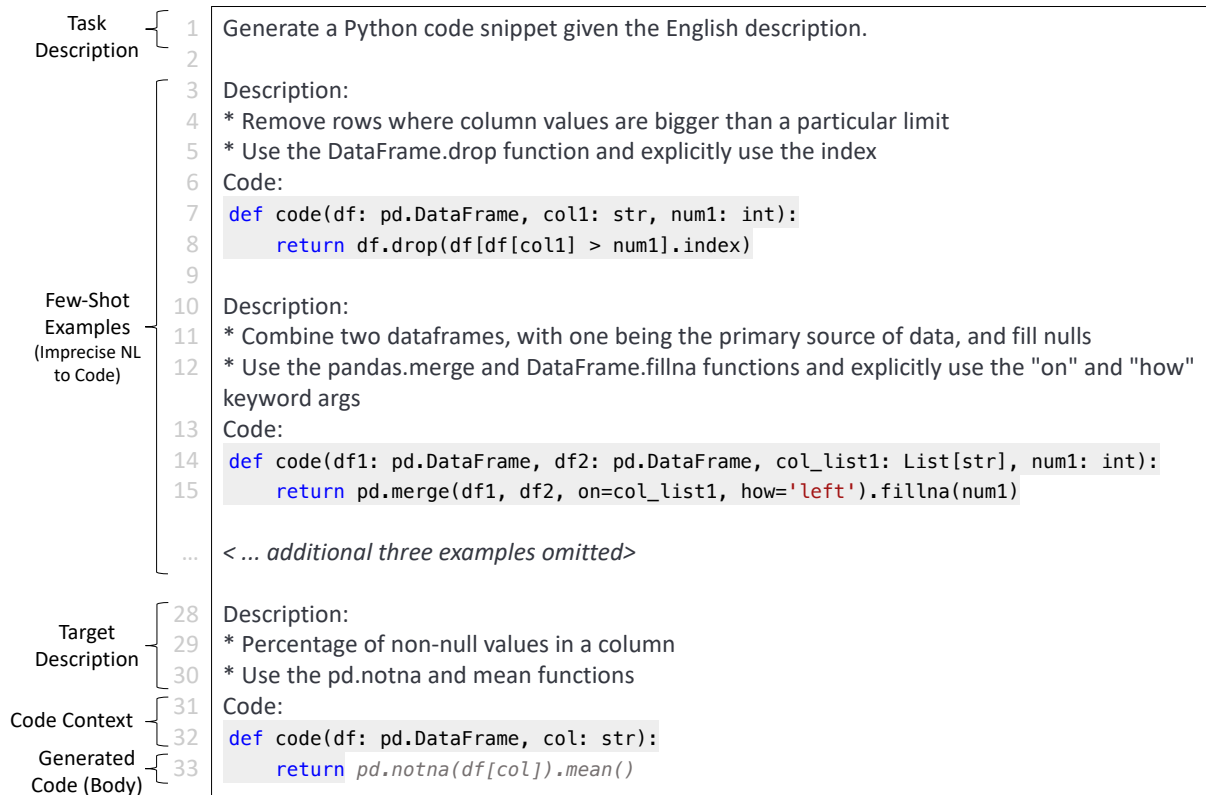 Task
Description
1 Generate a Python code snippet given the English description.
2
3 Description:
4 * Remove rows where column values are bigger than a particular limit
5 * Use the DataFrame.drop function and explicitly use the index
6 Code:
7 def code(df: pd.DataFrame, col1: str, num1: int):
8     return df.drop(df[df[col1] > num1].index)
9
Few-Shot
Examples
(Imprecise NL
to Code)
10 Description:
11 * Combine two dataframes, with one being the primary source of data, and fill nulls
12 * Use the pandas.merge and DataFrame.fillna functions and explicitly use the "on" and "how"
keyword args
13 Code:
14 def code(df1: pd.DataFrame, df2: pd.DataFrame, col_list1: List[str], num1: int):
15     return pd.merge(df1, df2, on=col_list1, how='left').fillna(num1)
... < ... additional three examples omitted>
Target
Description
28 Description:
29 * Percentage of non-null values in a column
30 * Use the pd.notna and mean functions
Code Context
31 Code:
32 def code(df: pd.DataFrame, col: str):
Generated
Code (Body)
33     return pd.notna(df[col]).mean()